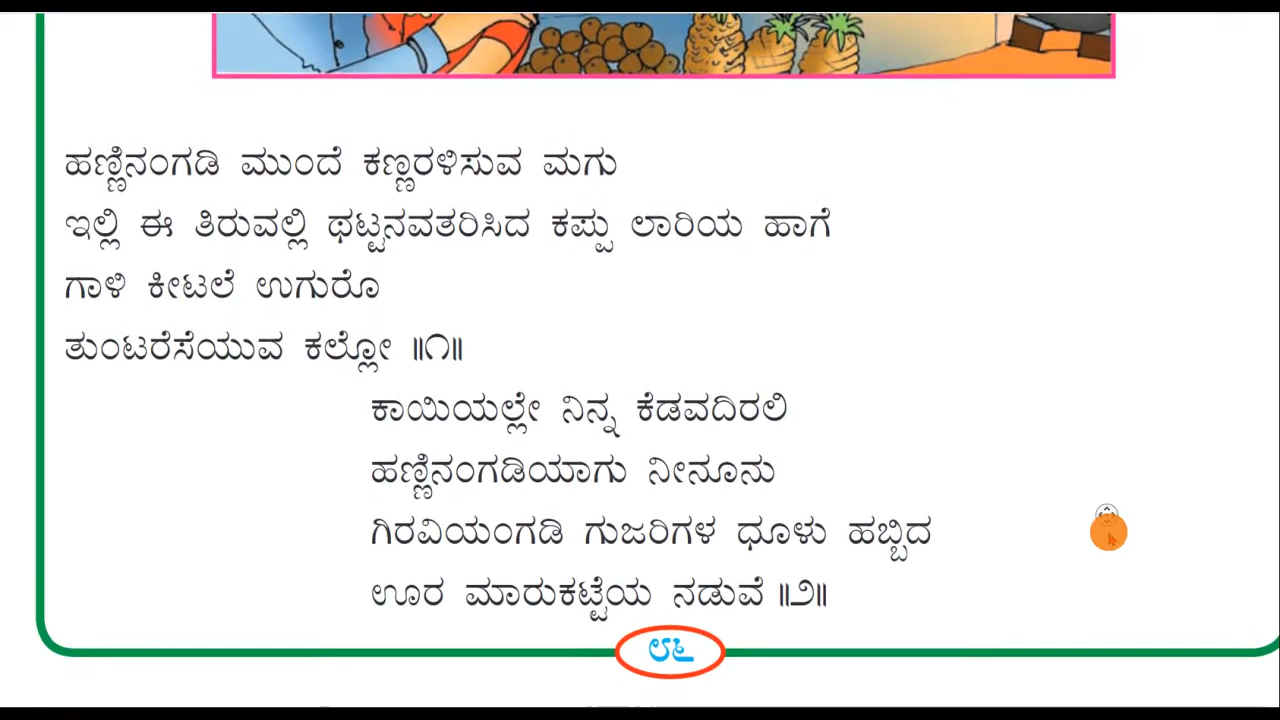 ಹಣ್ಣಿನಂಗಡಿ ಮುಂದೆ ಕಣ್ಣರಳಿಸುವ ಮಗು
ಇಲ್ಲಿ ಈ ತಿರುವಲ್ಲಿ ಥಟ್ಟನವತರಿಸಿದ ಕಪ್ಪು ಲಾರಿಯ ಹಾಗೆ
ಗಾಳಿ ಕೀಟಲೆ ಉಗುರೊ
ತುಂಟರೆಸೆಯುವ ಕಲ್ಲೋ ॥೧॥
ಕಾಯಿಯಲ್ಲೇ ನಿನ್ನ ಕೆಡವದಿರಲಿ
ಹಣ್ಣಿನಂಗಡಿಯಾಗು ನೀನೂನು
ಗಿರವಿಯಂಗಡಿ ಗುಜರಿಗಳ ಧೂಳು ಹಬ್ಬಿದ
ಊರ ಮಾರುಕಟ್ಟೆಯ ನಡುವೆ ॥೨॥
೮೬